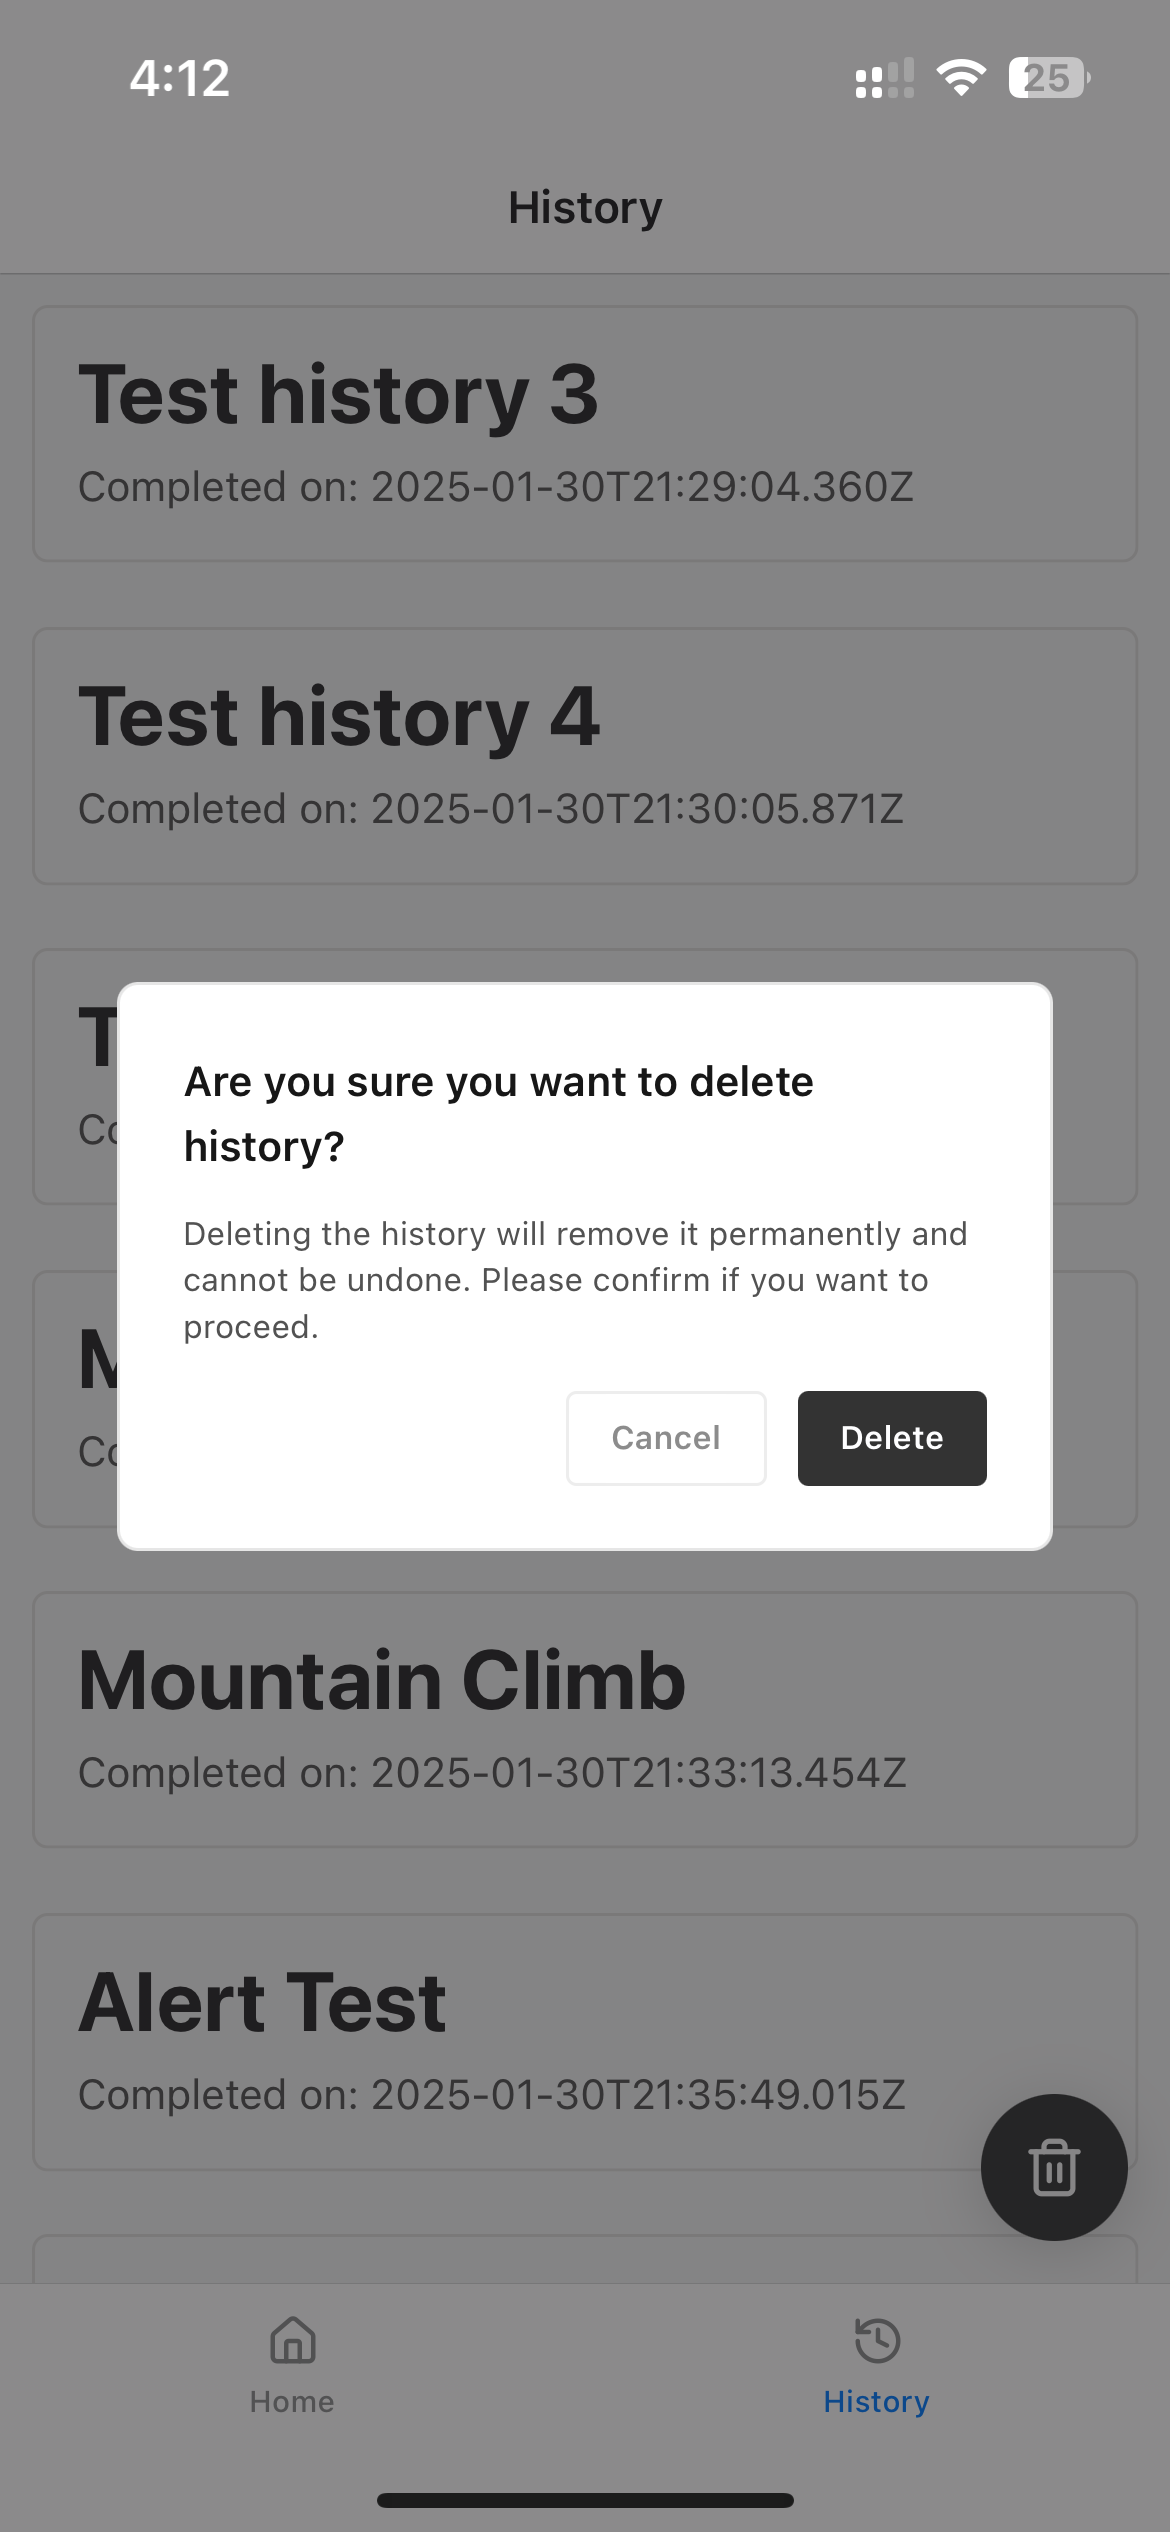 4:12
25
History
Test history 3
Completed on: 2025-01-30T21:29:04.360Z
Test history 4
Completed on: 2025-01-30T21:30:05.871Z
Are you sure you want to delete
history?
Deleting the history will remove it permanently and
cannot be undone. Please confirm if you want to
proceed.
Cancel
Delete
Mountain Climb
Completed on: 2025-01-30T21:33:13.454Z
Alert Test
Completed on: 2025-01-30T21:35:49.015Z
Home
History